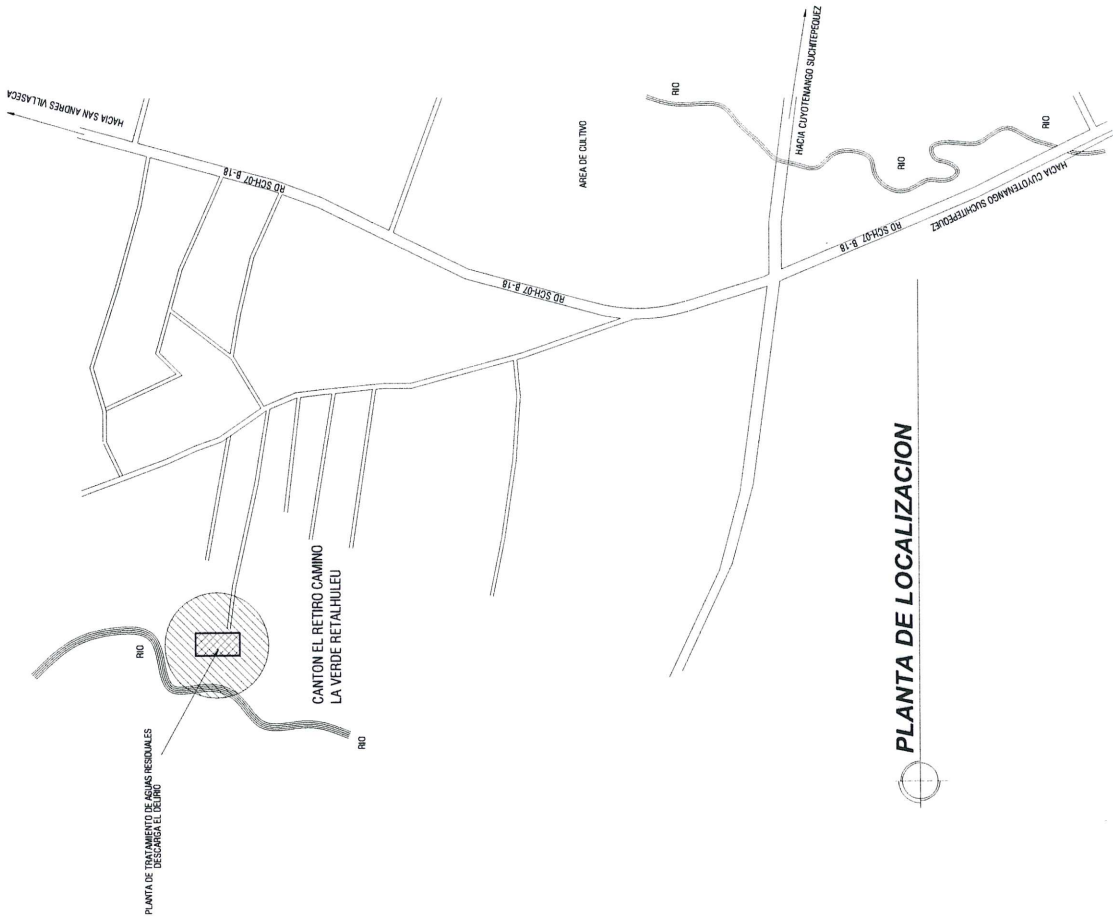 HACIA SAN ANDRES VILLASECA
RD SCH-07 B-18
RIO
AREA DE CULTIVO
HACIA CUYOTENANGO SUCHITEPEQUEZ
RD SCH-07 B-18
RIO
RIO
RD SCH-07 B-18
HACIA CUYOTENANGO SUCHITEPEQUEZ
PLANTA DE TRATAMIENTO DE AGUAS RESIDUALES
DESCARGA EL DELIRIO
RIO
CANTON EL RETIRO CAMINO
LA VERDE RETALHULEU
RIO
PLANTA DE LOCALIZACION